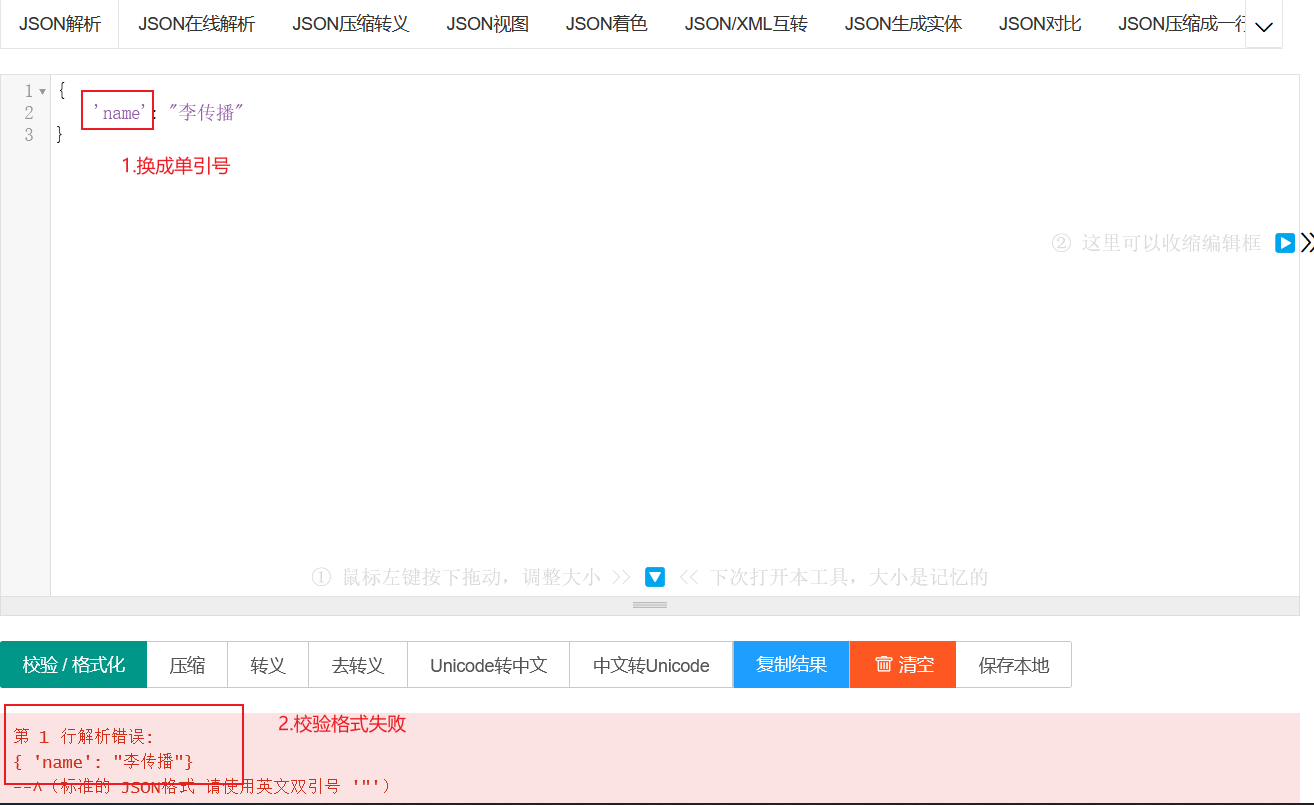 JSON解析 JSON在线解析 JSON压缩转义 JSON视图 JSON着色 JSON/XML互转 JSON生成实体 JSON对比 JSON压缩成一行
1 {
2 'name': "李传播"
3 }
1.换成单引号
② 这里可以收缩编辑框
① 鼠标左键按下拖动，调整大小 >> << 下次打开本工具，大小是记忆的
校验 / 格式化 压缩 转义 去转义 Unicode转中文 中文转Unicode 复制结果 清空 保存本地
2.校验格式失败
第 1 行解析错误:
{ 'name': "李传播"}
--^（标准的 JSON格式 请使用英文双引号 '"'）